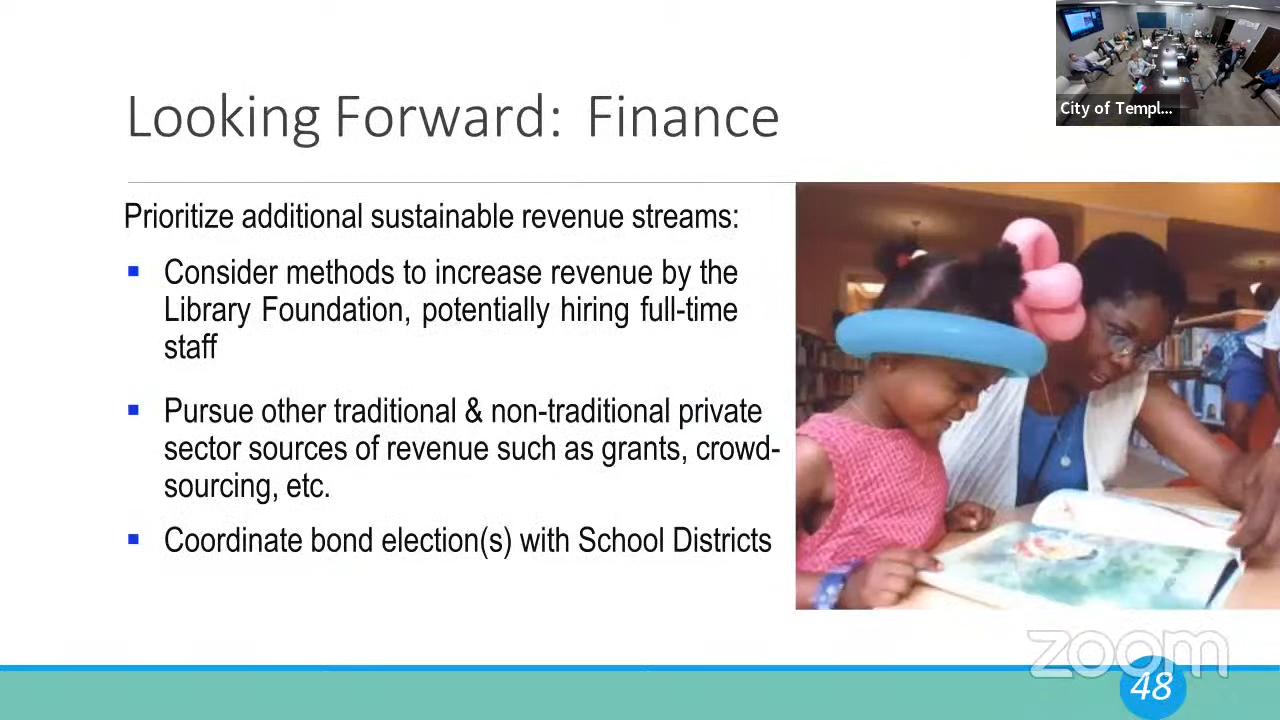 City of Templ...
Looking Forward: Finance
Prioritize additional sustainable revenue streams:
Consider methods to increase revenue by the
Library Foundation, potentially hiring full-time
staff
Pursue other traditional & non-traditional private
sector sources of revenue such as grants, crowd-
sourcing, etc.
Coordinate bond election(s) with School Districts
zoom
48